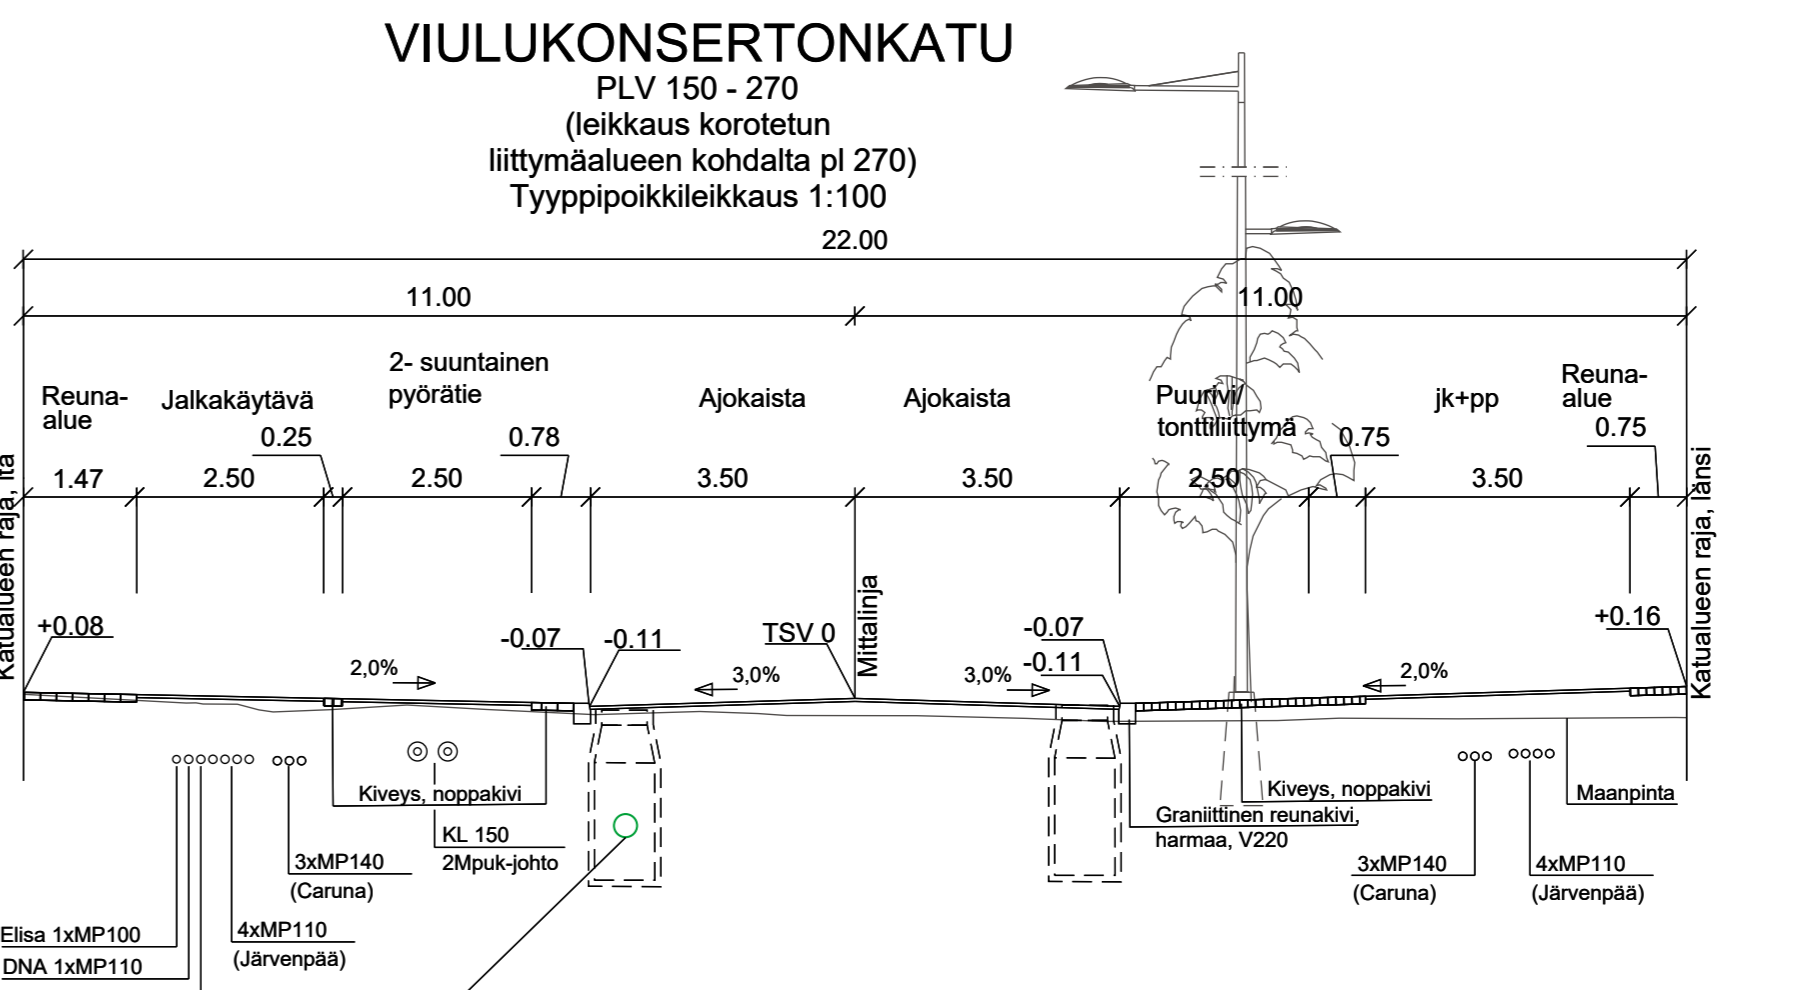 VIULUKONSERTONKATU
PLV 150 - 270
(leikkaus korotetun
liittymäalueen kohdalta pl 270)
Tyyppipoikkileikkaus 1:100
22.00
11.00
11.00
Reuna-
alue
Jalkakäytävä
2- suuntainen
pyörätie
Ajokaista
Ajokaista
Puurivi/
tonttiliittymä
jk+pp
Reuna-
alue
0.25
0.78
0.75
0.75
1.47
2.50
2.50
3.50
3.50
2.50
3.50
Katualueen raja, itä
Mittalinja
Katualueen raja, länsi
+0.08
-0.07
-0.11
TSV 0
-0.07
-0.11
+0.16
2,0%
3,0%
3,0%
2,0%
Kiveys, noppakivi
KL 150
2Mpuk-johto
3xMP140
(Caruna)
4xMP110
(Järvenpää)
Elisa 1xMP100
DNA 1xMP110
Kiveys, noppakivi
Graniittinen reunakivi,
harmaa, V220
Maanpinta
3xMP140
(Caruna)
4xMP110
(Järvenpää)